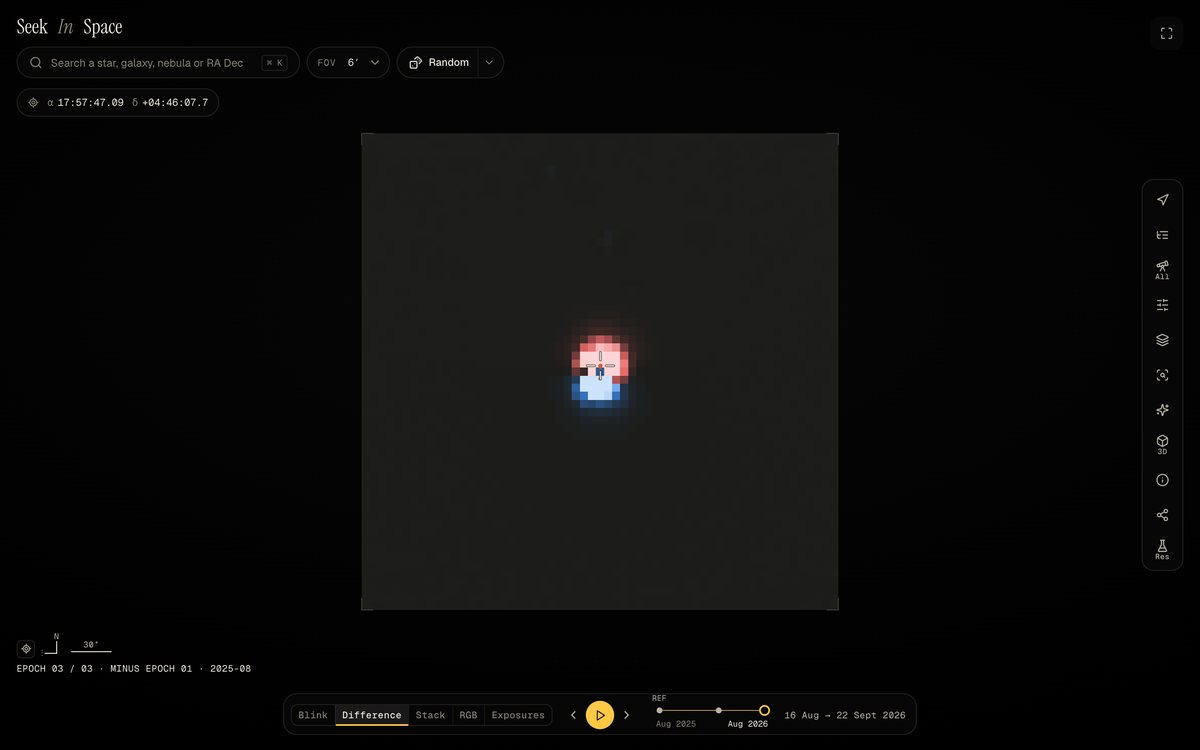 Seek In Space
Search a star, galaxy, nebula or RA Dec
⌘ K
FOV 6′
Random
α 17:57:47.09 δ +04:46:07.7
All
3D
Res
N
30"
EPOCH 03 / 03 · MINUS EPOCH 01 · 2025-08
Blink
Difference
Stack
RGB
Exposures
REF
Aug 2025
Aug 2026
16 Aug → 22 Sept 2026